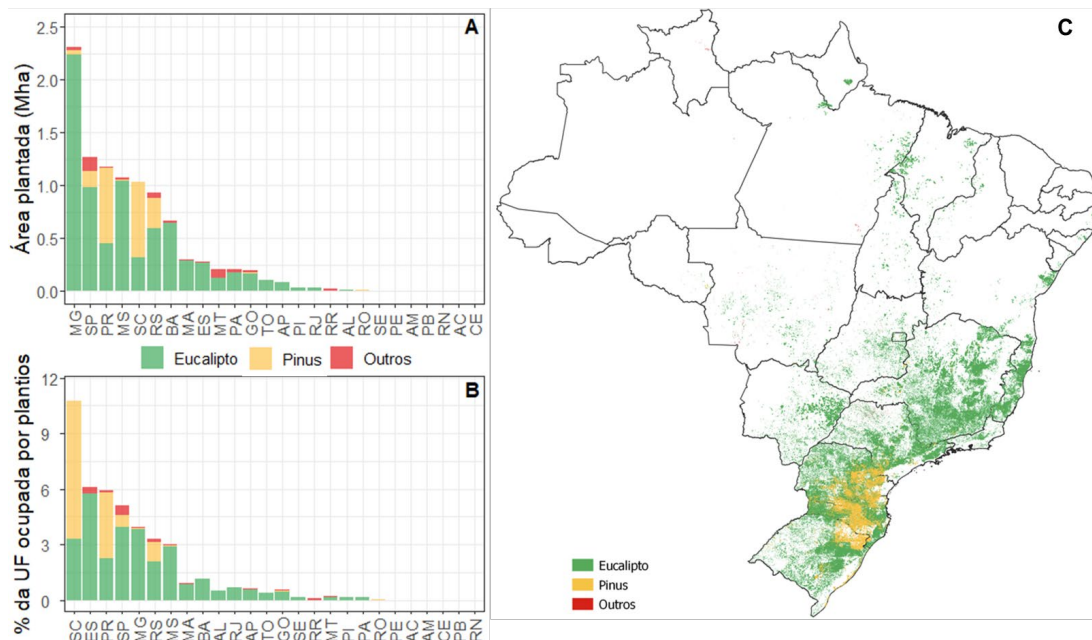 A
Área plantada (Mha)
2.5
2.0
1.5
1.0
0.5
0.0
MG SP PR MS SC RS BA MA ES MT PA GO TO AP PI RJ RR AL RO SE PE AM PB RN AC CE
Eucalipto Pinus Outros
B
% da UF ocupada por plantios
12
9
6
3
0
SC ES PR SP MG RS MS MA BA AL RJ AP TO GO SE RR MT PI PA RO PE AC AM CE PB RN
C
Eucalipto
Pinus
Outros